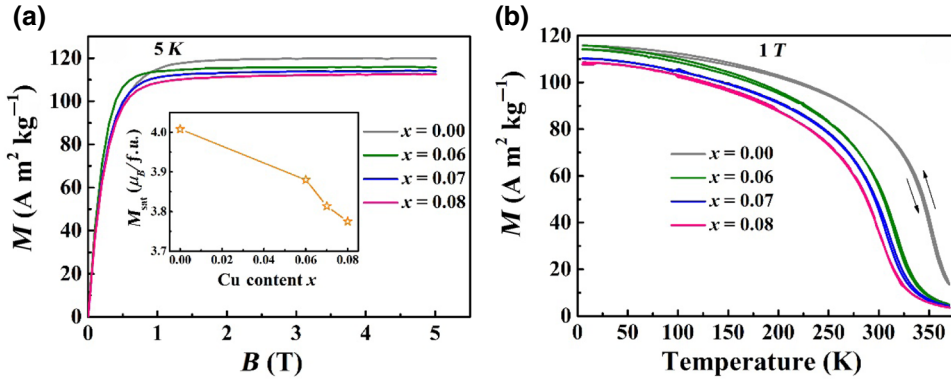 (a)
5 K
M (A m² kg⁻¹)
120
100
80
60
40
20
0
0
1
2
3
4
5
B (T)
x = 0.00
x = 0.06
x = 0.07
x = 0.08
M_sat (μ_B/f.u.)
4.0
3.9
3.8
3.7
0.00
0.02
0.04
0.06
0.08
Cu content x
(b)
1 T
M (A m² kg⁻¹)
120
100
80
60
40
20
0
0
50
100
150
200
250
300
350
Temperature (K)
x = 0.00
x = 0.06
x = 0.07
x = 0.08